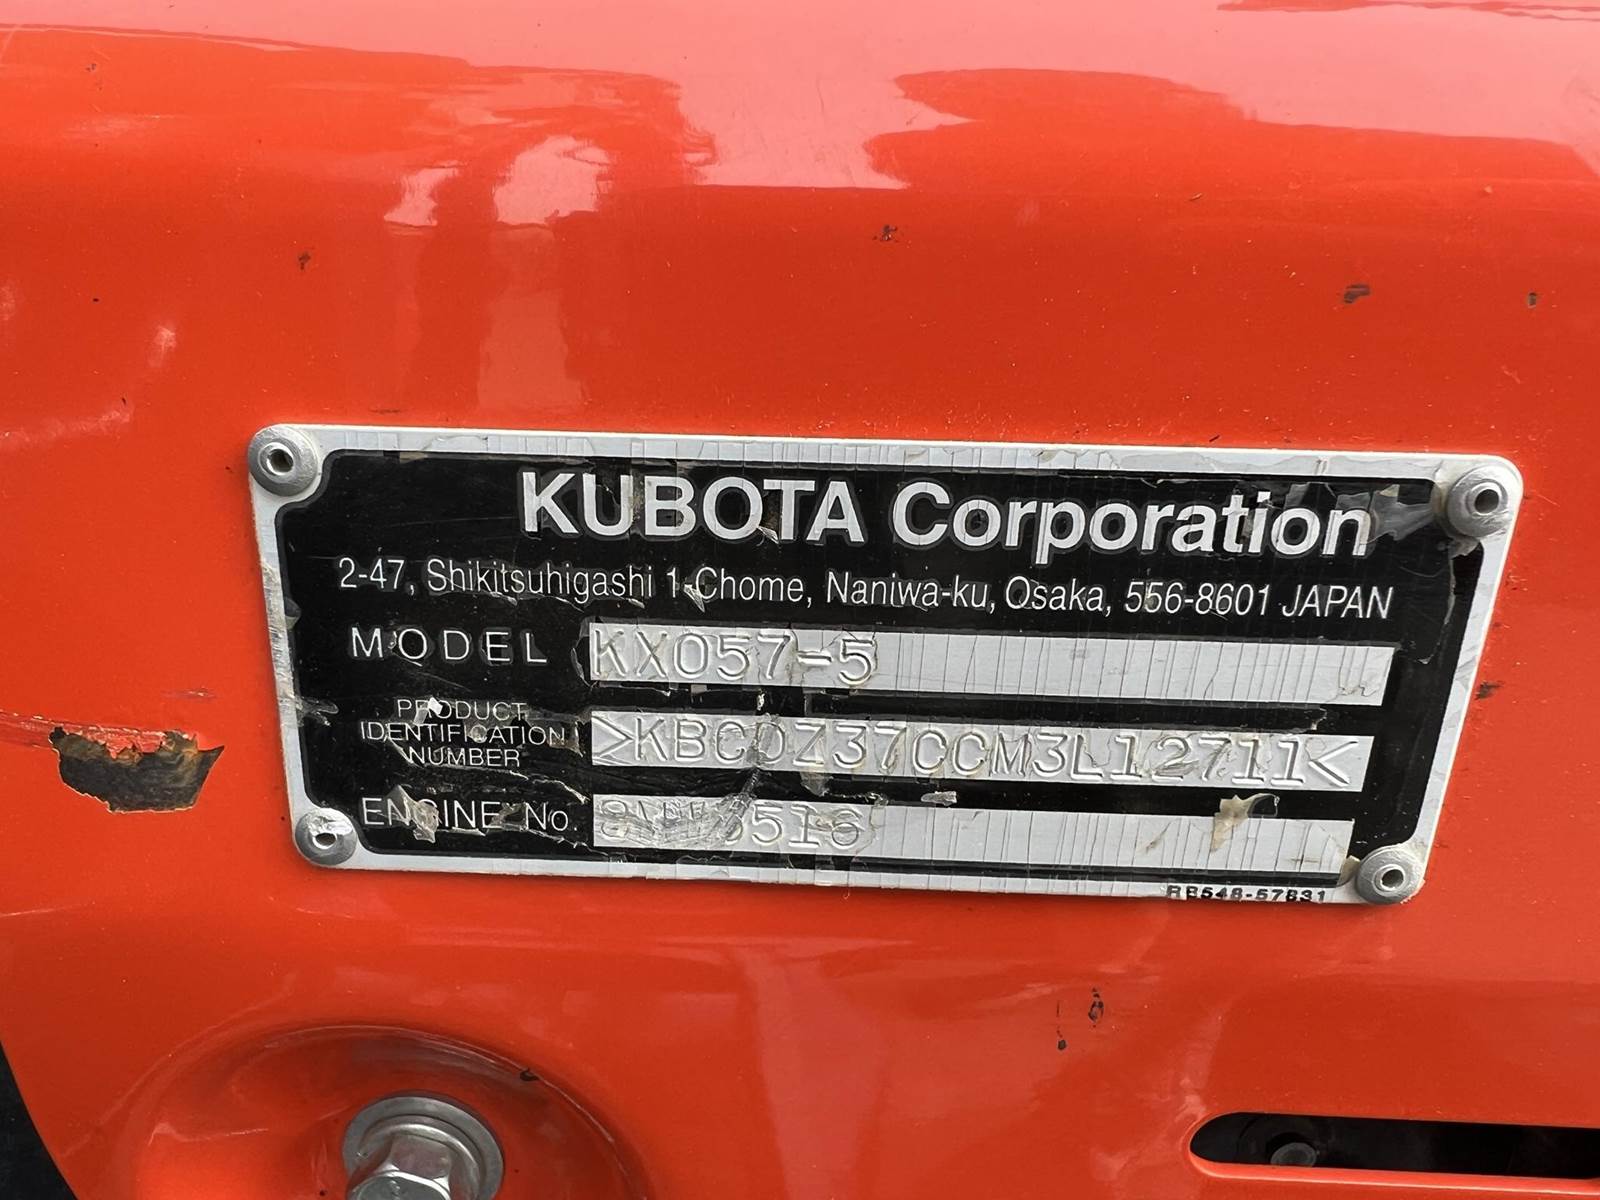 KUBOTA Corporation
2-47, Shikitsuhigashi 1-Chome, Naniwa-ku, Osaka, 556-8601 JAPAN
MODEL KX057-5
PRODUCT
IDENTIFICATION
NUMBER
>KBCDZ37CCM3L12711<
ENGINE No.
RB548-57831